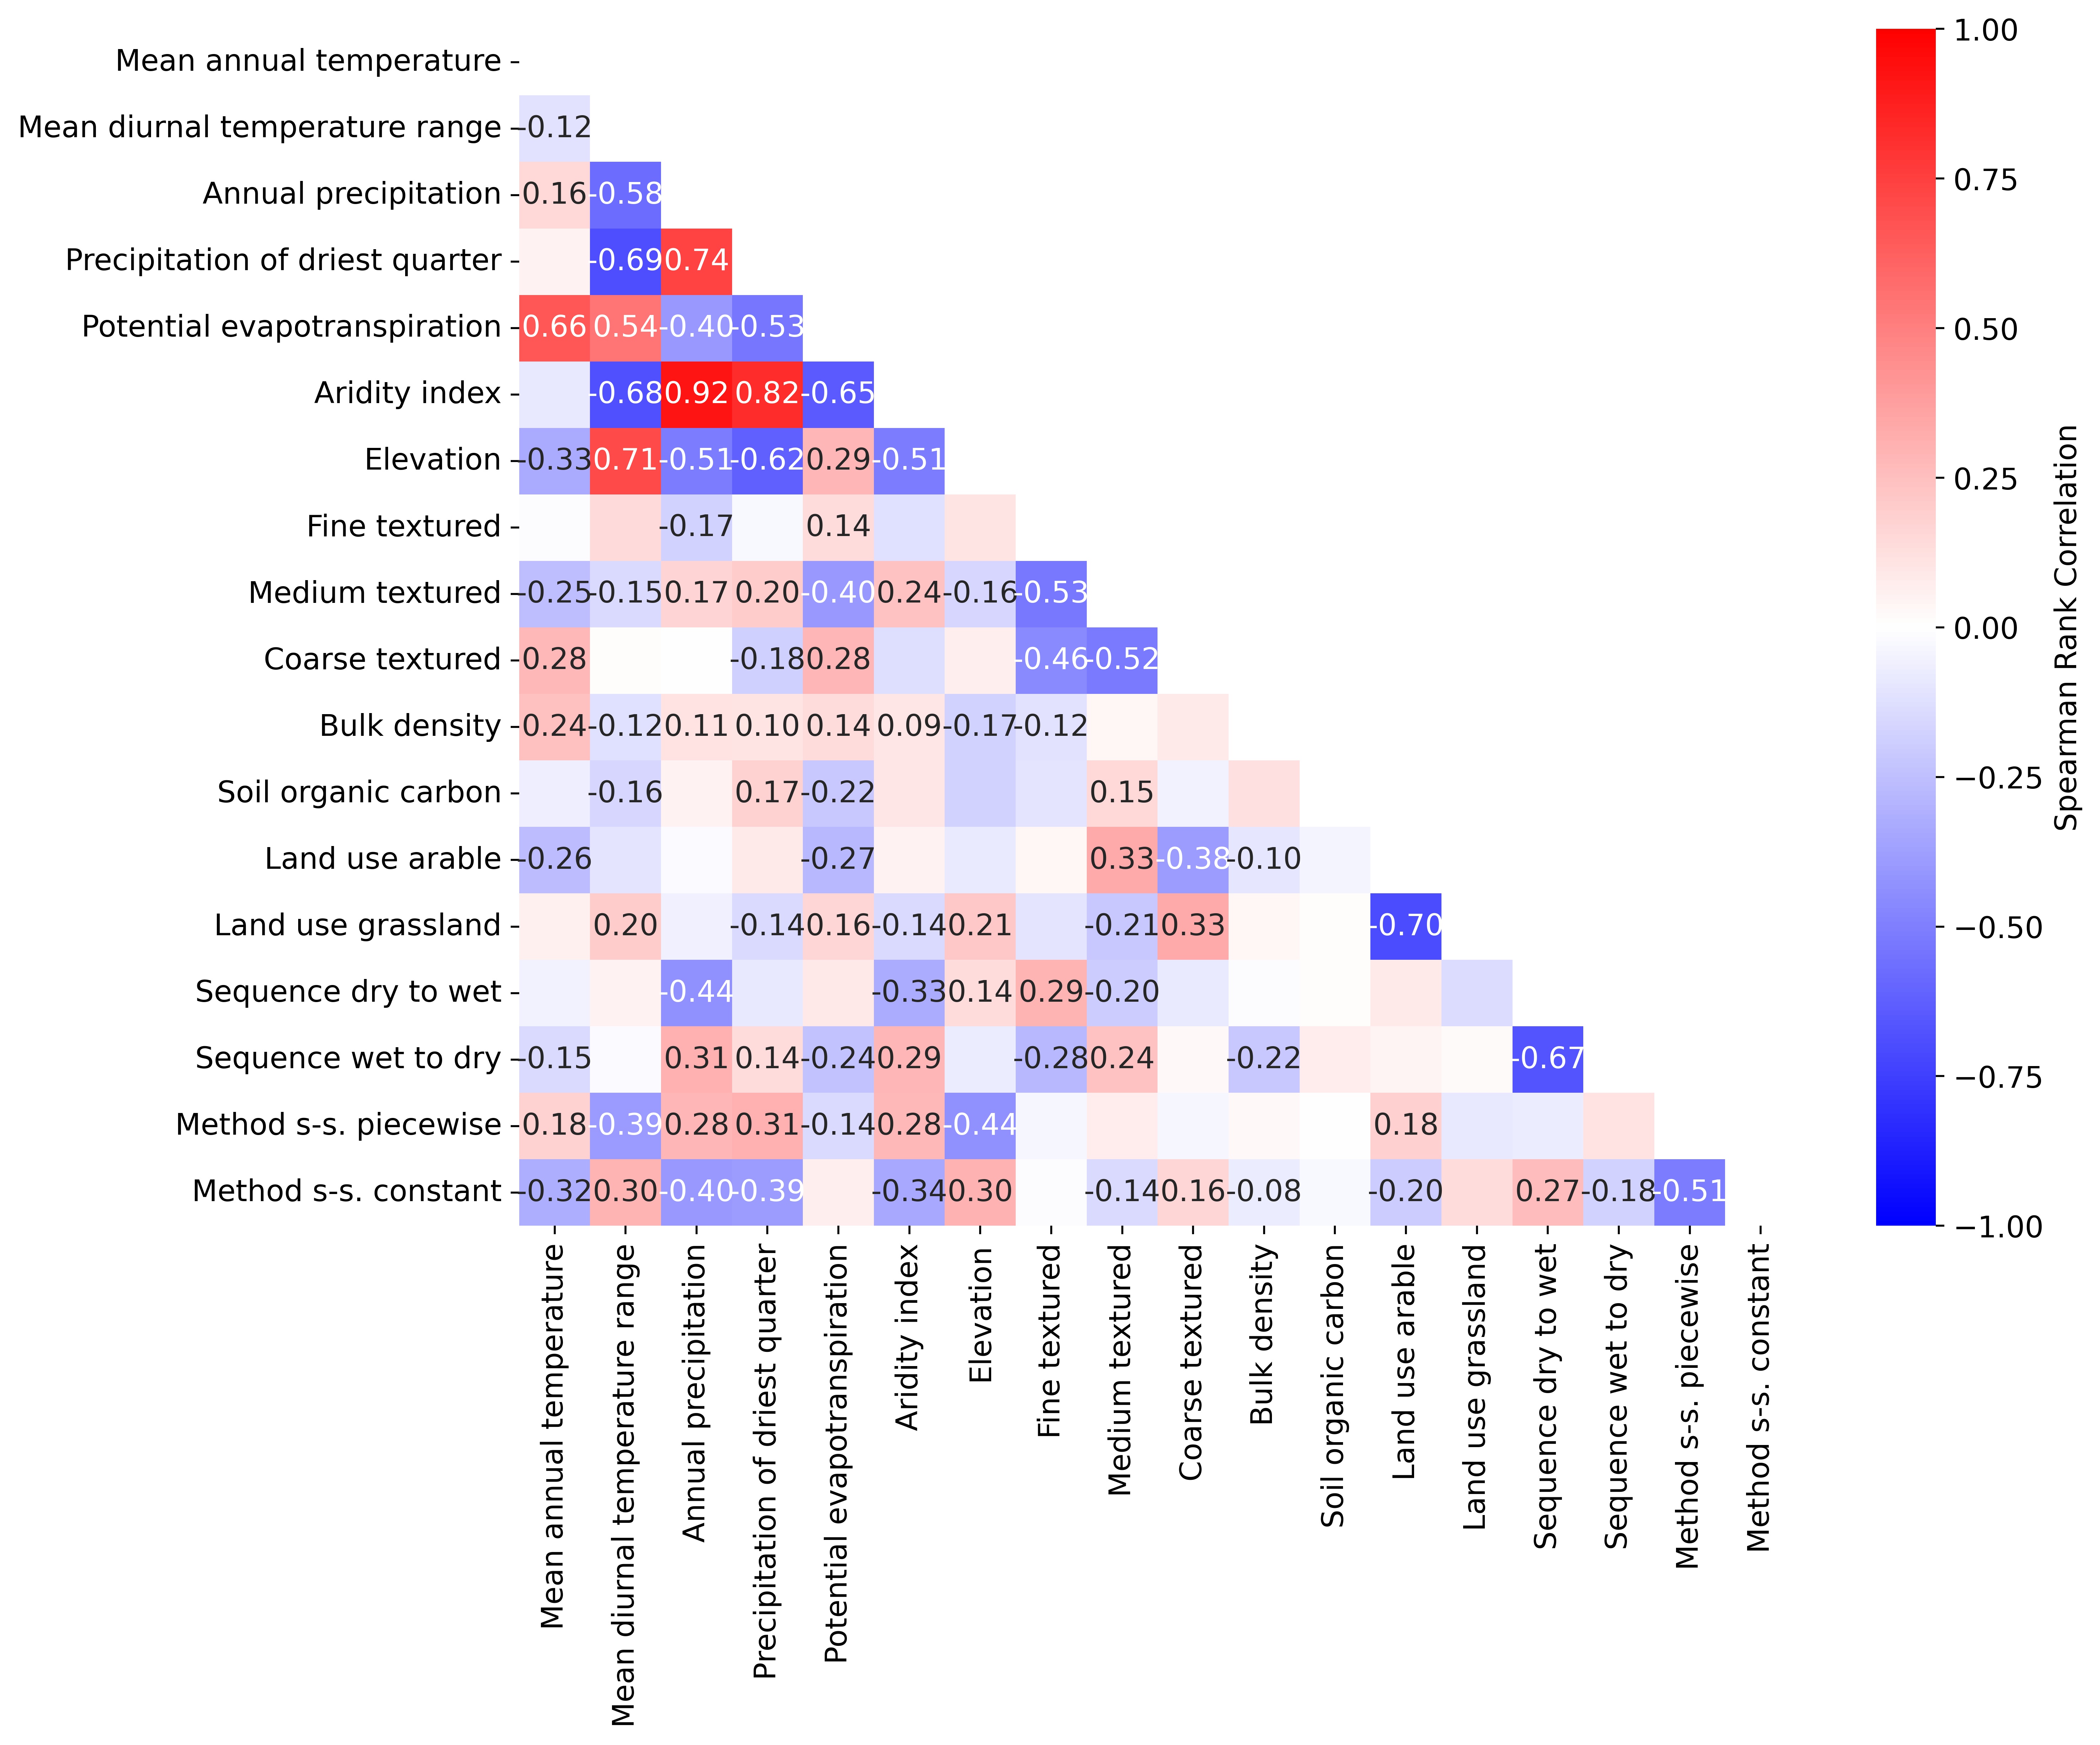 Mean annual temperature
Mean diurnal temperature range -0.12
Annual precipitation 0.16 -0.58
Precipitation of driest quarter -0.69 0.74
Potential evapotranspiration 0.66 0.54 -0.40 -0.53
Aridity index -0.68 0.92 0.82 -0.65
Elevation -0.33 0.71 -0.51 -0.62 0.29 -0.51
Fine textured -0.17 0.14
Medium textured -0.25 -0.15 0.17 0.20 -0.40 0.24 -0.16 -0.53
Coarse textured 0.28 -0.18 0.28 -0.46 -0.52
Bulk density 0.24 -0.12 0.11 0.10 0.14 0.09 -0.17 -0.12
Soil organic carbon -0.16 0.17 -0.22 0.15
Land use arable -0.26 -0.27 0.33 -0.38 -0.10
Land use grassland 0.20 -0.14 0.16 -0.14 0.21 -0.21 0.33 -0.70
Sequence dry to wet -0.44 -0.33 0.14 0.29 -0.20
Sequence wet to dry -0.15 0.31 0.14 -0.24 0.29 -0.28 0.24 -0.22 -0.67
Method s-s. piecewise 0.18 -0.39 0.28 0.31 -0.14 0.28 -0.44 0.18
Method s-s. constant -0.32 0.30 -0.40 -0.39 -0.34 0.30 -0.14 0.16 -0.08 -0.20 0.27 -0.18 -0.51
Mean annual temperature
Mean diurnal temperature range
Annual precipitation
Precipitation of driest quarter
Potential evapotranspiration
Aridity index
Elevation
Fine textured
Medium textured
Coarse textured
Bulk density
Soil organic carbon
Land use arable
Land use grassland
Sequence dry to wet
Sequence wet to dry
Method s-s. piecewise
Method s-s. constant
1.00
0.75
0.50
0.25
0.00
−0.25
−0.50
−0.75
−1.00
Spearman Rank Correlation